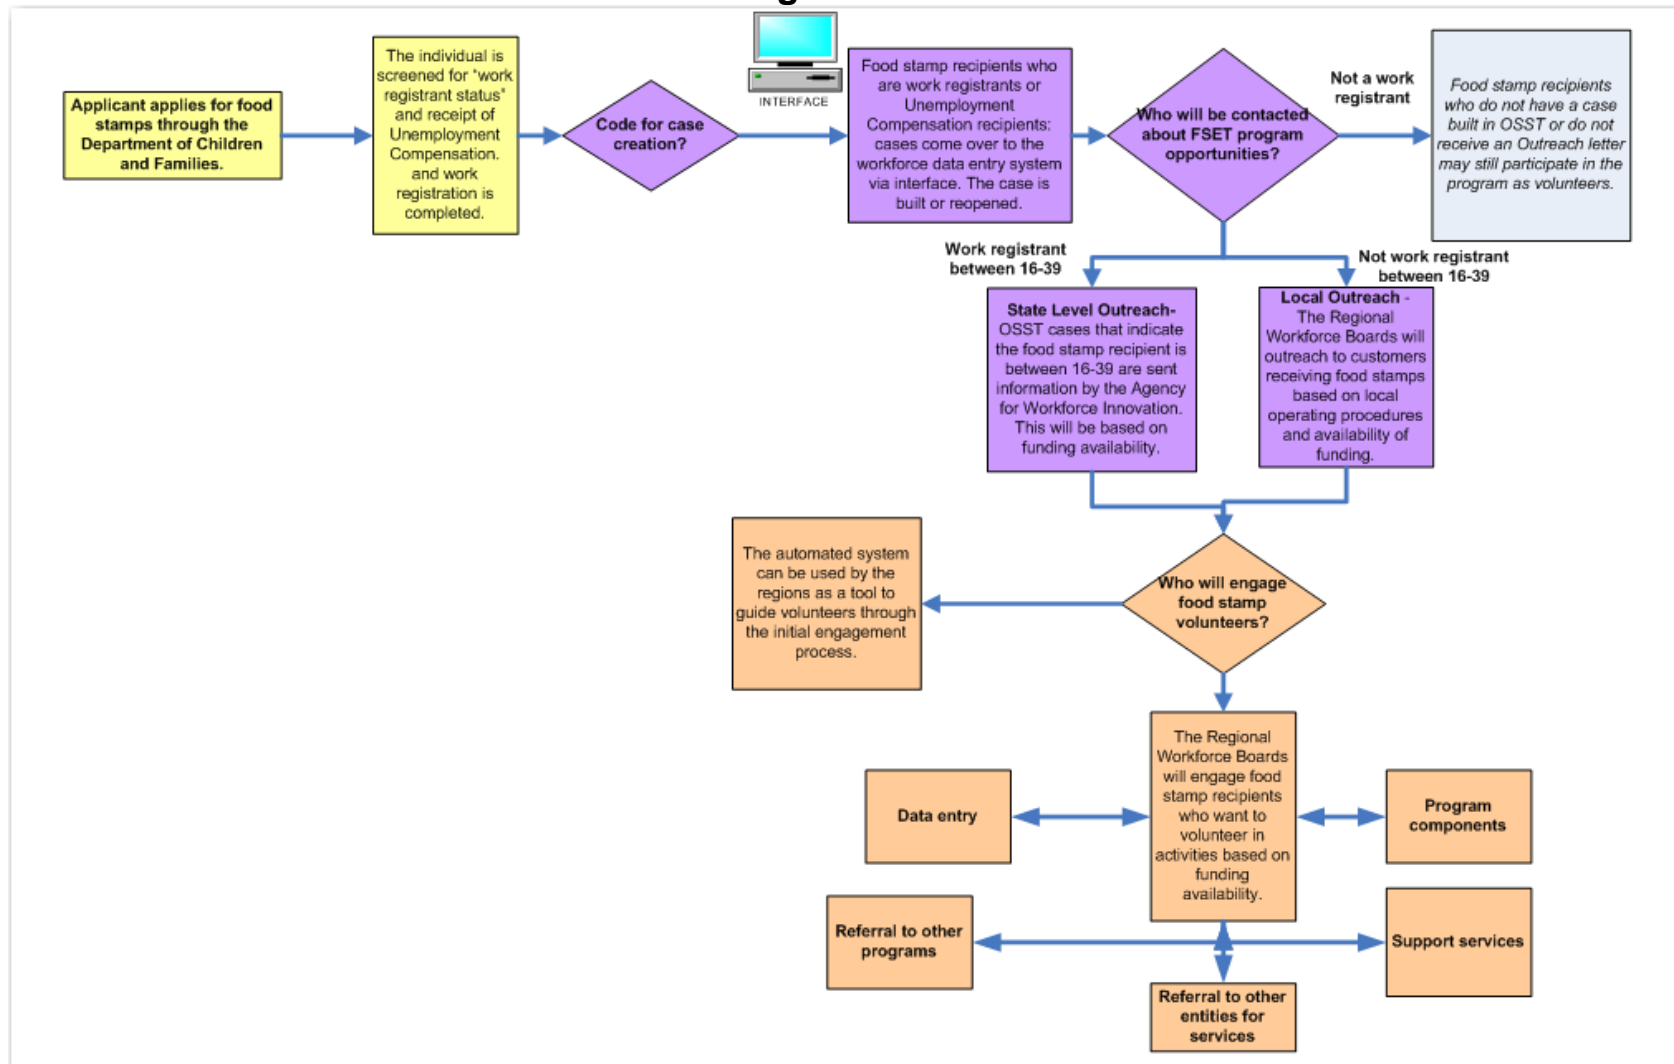 Applicant applies for food
stamps through the
Department of Children
and Families.
The individual is
screened for "work
registrant status"
and receipt of
Unemployment
Compensation.
and work
registration is
completed.
Code for case
creation?
INTERFACE
Food stamp recipients who
are work registrants or
Unemployment
Compensation recipients:
cases come over to the
workforce data entry system
via interface. The case is
built or reopened.
Who will be contacted
about FSET program
opportunities?
Not a work
registrant
Food stamp recipients
who do not have a case
built in OSST or do not
receive an Outreach letter
may still participate in the
program as volunteers.
Work registrant
between 16-39
Not work registrant
between 16-39
State Level Outreach-
OSST cases that indicate
the food stamp recipient is
between 16-39 are sent
information by the Agency
for Workforce Innovation.
This will be based on
funding availability.
Local Outreach -
The Regional
Workforce Boards will
outreach to customers
receiving food stamps
based on local
operating procedures
and availability of
funding.
The automated system
can be used by the
regions as a tool to
guide volunteers through
the initial engagement
process.
Who will engage
food stamp
volunteers?
The Regional
Workforce Boards
will engage food
stamp recipients
who want to
volunteer in
activities based on
funding
availability.
Data entry
Program
components
Referral to other
programs
Support services
Referral to other
entities for
services